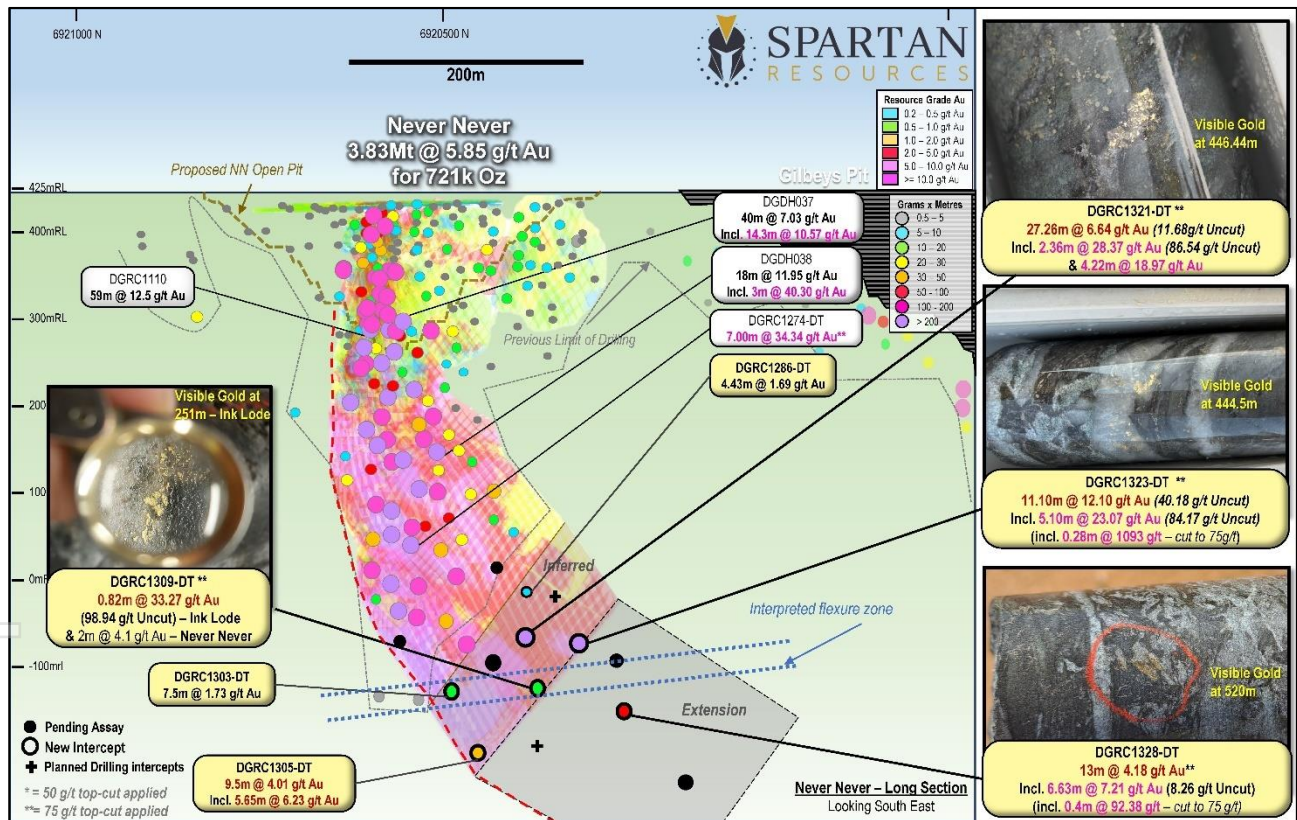 6921000 N
6920500 N
200m
SPARTAN
RESOURCES
Never Never
3.83Mt @ 5.85 g/t Au
for 721k Oz
Proposed NN Open Pit
Gilbeys Pit
Resource Grade Au
0.2 – 0.5 g/t Au
0.5 – 1.0 g/t Au
1.0 – 2.0 g/t Au
2.0 – 5.0 g/t Au
5.0 – 10.0 g/t Au
>= 10.0 g/t Au
Grams x Metres
0.5 – 5
5 – 10
10 – 20
20 – 30
30 – 50
50 – 100
100 – 200
> 200
425mRL
400mRL
300mRL
200
100
0m
-100mrl
DGRC1110
59m @ 12.5 g/t Au
DGDH037
40m @ 7.03 g/t Au
Incl. 14.3m @ 10.57 g/t Au
DGDH038
18m @ 11.95 g/t Au
Incl. 3m @ 40.30 g/t Au
DGRC1274-DT
7.00m @ 34.34 g/t Au**
DGRC1286-DT
4.43m @ 1.69 g/t Au
Previous Limit of Drilling
Visible Gold at
251m – Ink Lode
DGRC1309-DT **
0.82m @ 33.27 g/t Au
(98.94 g/t Uncut) – Ink Lode
& 2m @ 4.1 g/t Au – Never Never
DGRC1303-DT
7.5m @ 1.73 g/t Au
DGRC1305-DT
9.5m @ 4.01 g/t Au
Incl. 5.65m @ 6.23 g/t Au
Inferred
Interpreted flexure zone
Extension
Pending Assay
New Intercept
Planned Drilling intercepts
* = 50 g/t top-cut applied
**= 75 g/t top-cut applied
Never Never – Long Section
Looking South East
Visible Gold
at 446.44m
DGRC1321-DT **
27.26m @ 6.64 g/t Au (11.68g/t Uncut)
Incl. 2.36m @ 28.37 g/t Au (86.54 g/t Uncut)
& 4.22m @ 18.97 g/t Au
Visible Gold
at 444.5m
DGRC1323-DT **
11.10m @ 12.10 g/t Au (40.18 g/t Uncut)
Incl. 5.10m @ 23.07 g/t Au (84.17 g/t Uncut)
(incl. 0.28m @ 1093 g/t – cut to 75g/t)
Visible Gold
at 520m
DGRC1328-DT
13m @ 4.18 g/t Au**
Incl. 6.63m @ 7.21 g/t Au (8.26 g/t Uncut)
(incl. 0.4m @ 92.38 g/t – cut to 75 g/t)